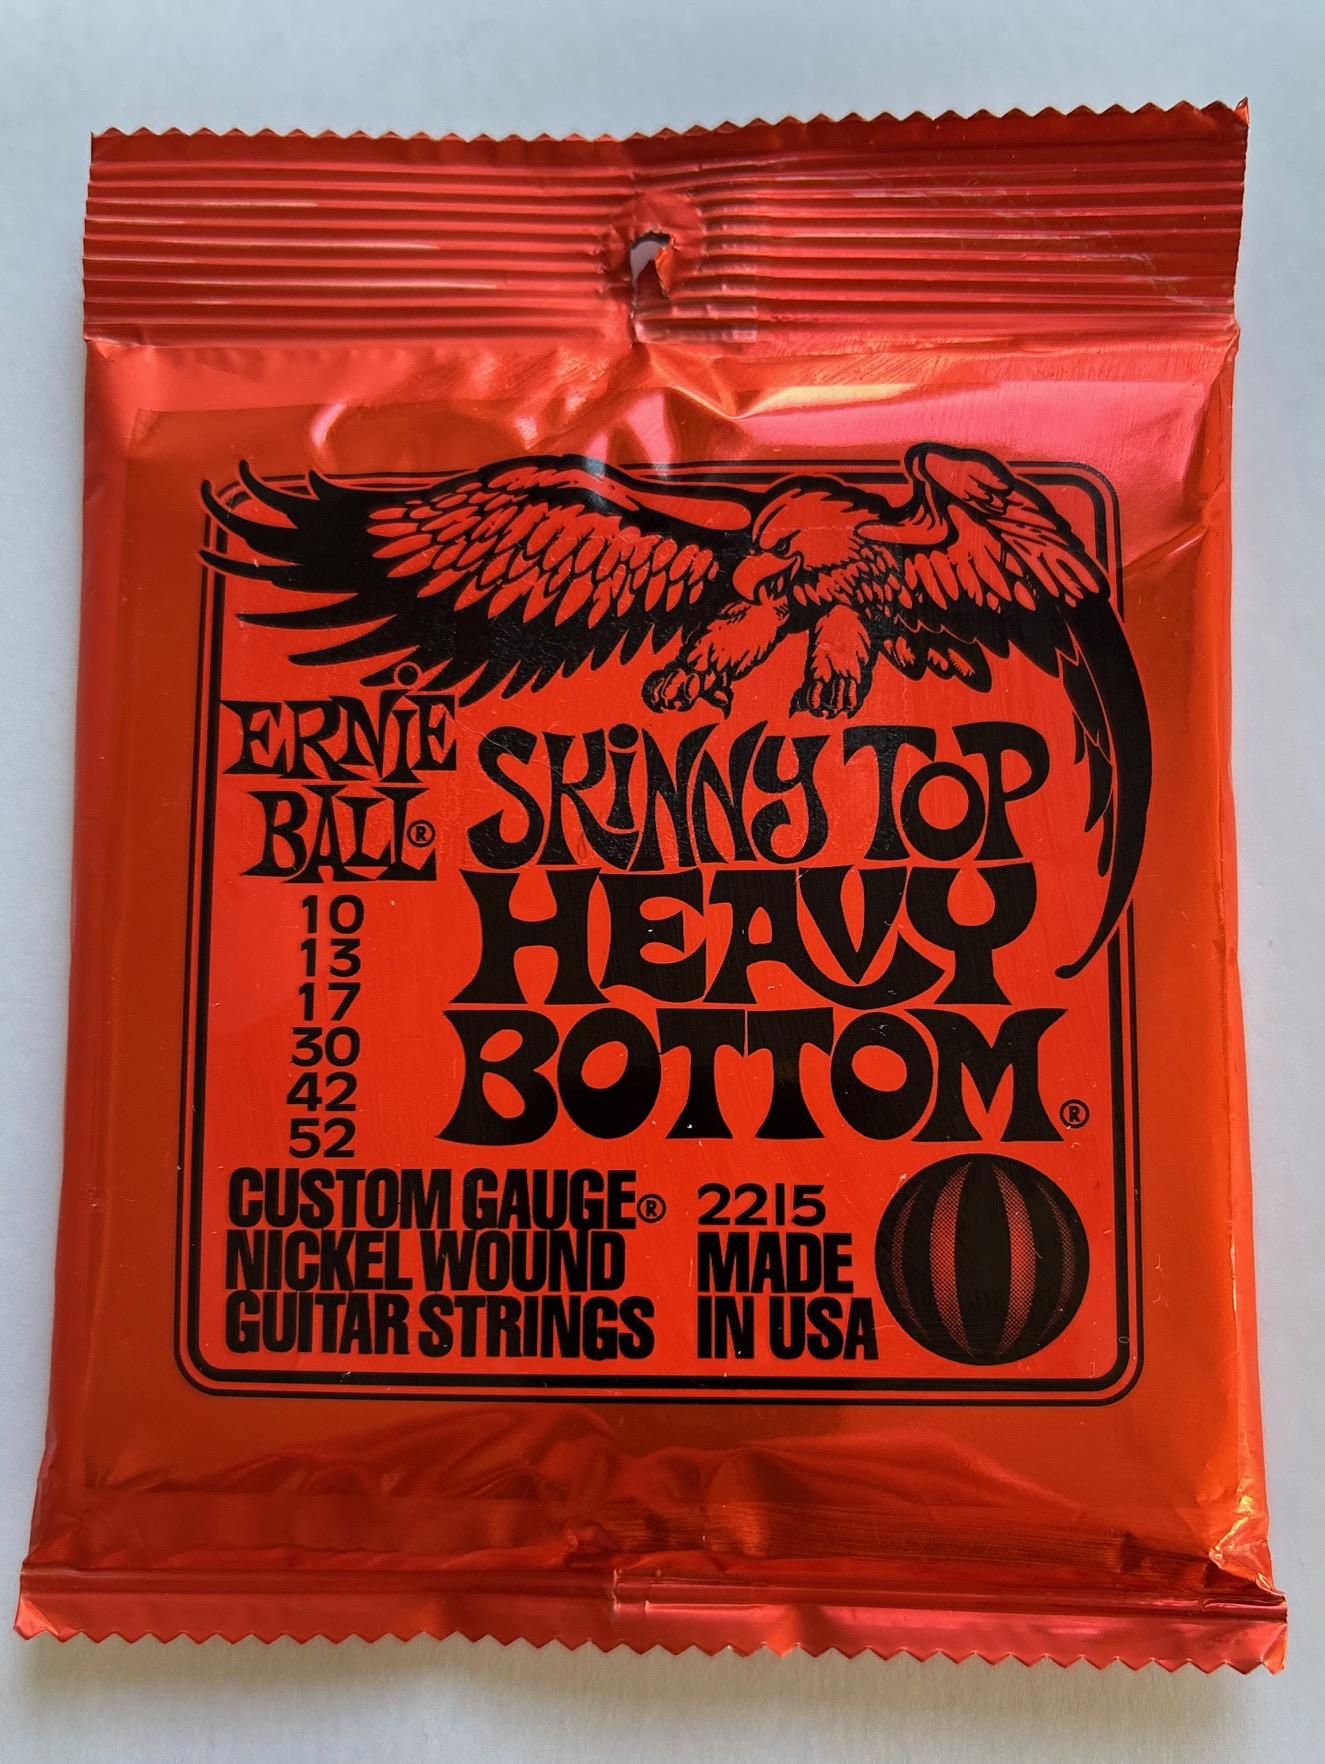 ERNiE
BALL®
10
13
17
30
42
52
SKiNNY TOP
HEAVY
BOTTOM®
CUSTOM GAUGE®
NICKEL WOUND
GUITAR STRINGS
2215
MADE
IN USA